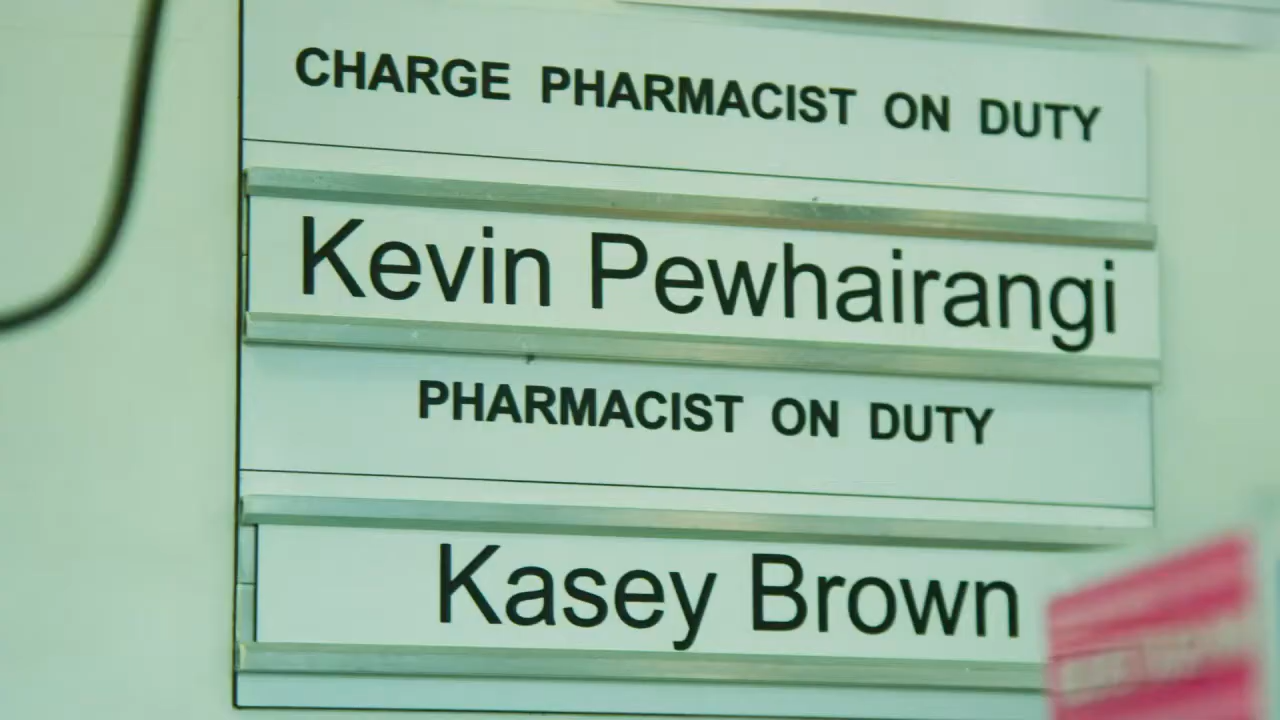 CHARGE PHARMACIST ON DUTY
Kevin Pewhairangi
PHARMACIST ON DUTY
Kasey Brown